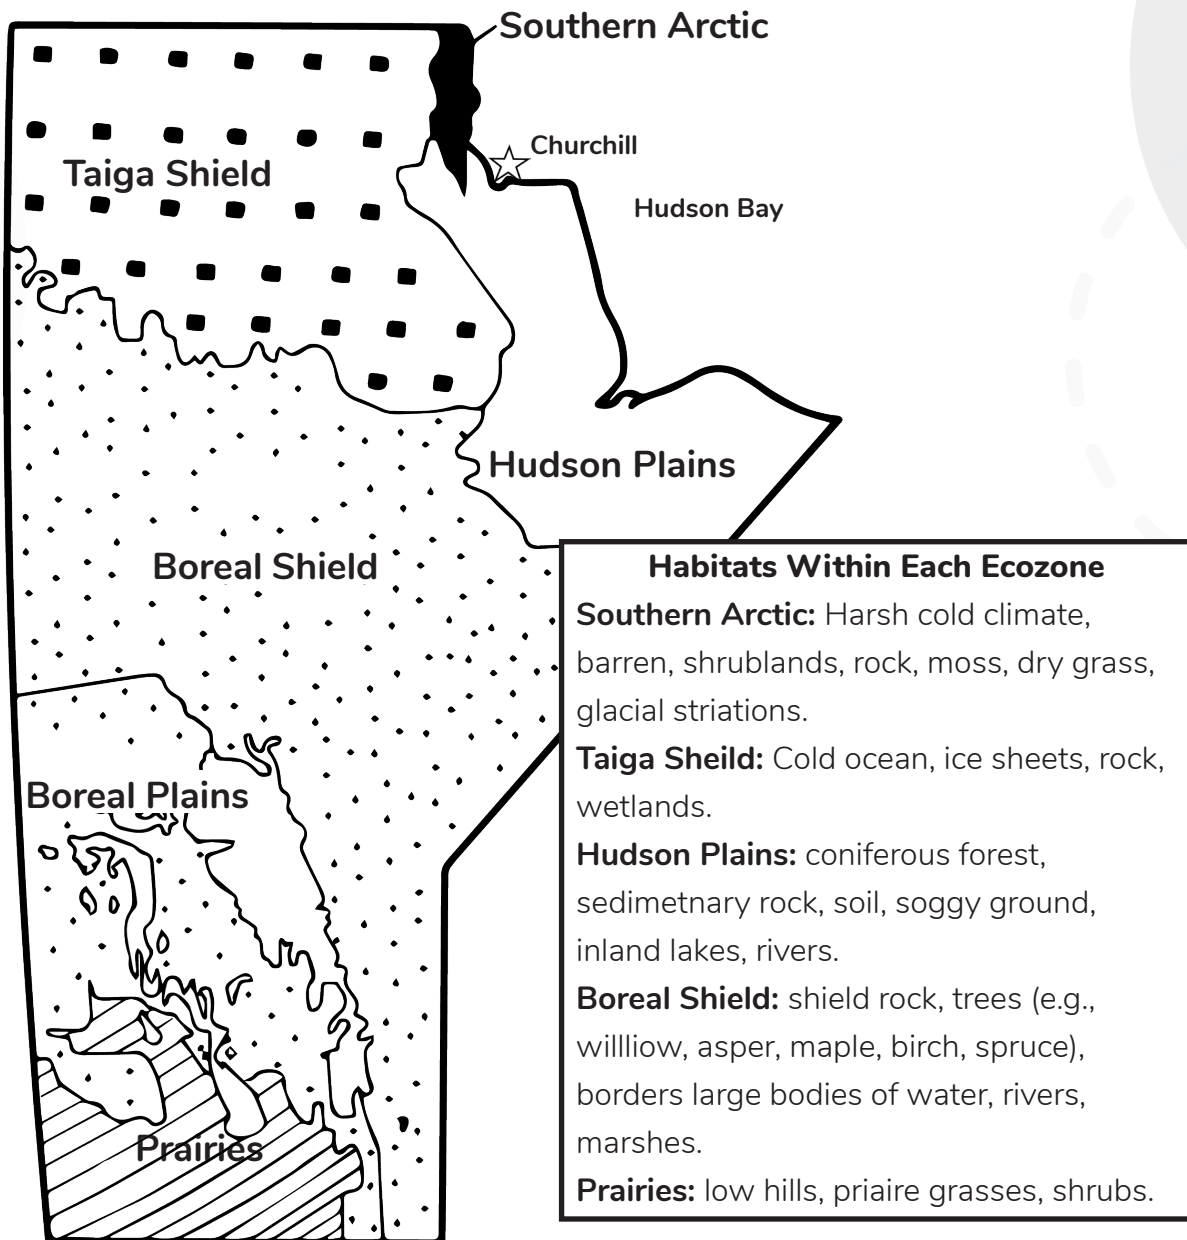 Southern Arctic
Churchill
Taiga Shield
Hudson Bay
Hudson Plains
Boreal Shield
Boreal Plains
Prairies
Habitats Within Each Ecozone
Southern Arctic: Harsh cold climate,
barren, shrublands, rock, moss, dry grass,
glacial striations.
Taiga Sheild: Cold ocean, ice sheets, rock,
wetlands.
Hudson Plains: coniferous forest,
sedimetnary rock, soil, soggy ground,
inland lakes, rivers.
Boreal Shield: shield rock, trees (e.g.,
willliow, asper, maple, birch, spruce),
borders large bodies of water, rivers,
marshes.
Prairies: low hills, priaire grasses, shrubs.